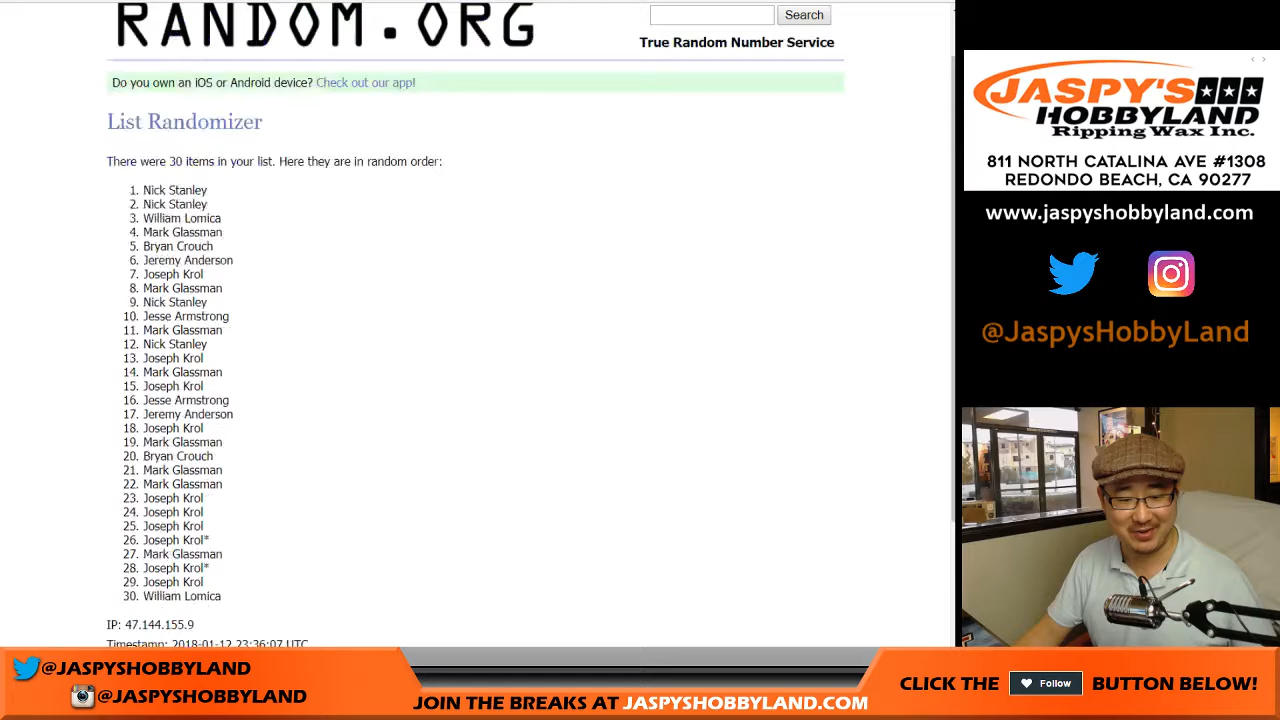 RANDOM.ORG
Search
True Random Number Service
Do you own an iOS or Android device? Check out our app!
List Randomizer
There were 30 items in your list. Here they are in random order:
1. Nick Stanley
2. Nick Stanley
3. William Lomica
4. Mark Glassman
5. Bryan Crouch
6. Jeremy Anderson
7. Joseph Krol
8. Mark Glassman
9. Nick Stanley
10. Jesse Armstrong
11. Mark Glassman
12. Nick Stanley
13. Joseph Krol
14. Mark Glassman
15. Joseph Krol
16. Jesse Armstrong
17. Jeremy Anderson
18. Joseph Krol
19. Mark Glassman
20. Bryan Crouch
21. Mark Glassman
22. Mark Glassman
23. Joseph Krol
24. Joseph Krol
25. Joseph Krol
26. Joseph Krol*
27. Mark Glassman
28. Joseph Krol*
29. Joseph Krol
30. William Lomica
IP: 47.144.155.9
Timestamp: 2018-01-12 23:36:07 UTC
JASPY'S
HOBBYLAND
Ripping Wax Inc.
811 NORTH CATALINA AVE #1308
REDONDO BEACH, CA 90277
www.jaspyshobbyland.com
@JaspysHobbyLand
@JASPYSHOBBYLAND
@JASPYSHOBBYLAND
JOIN THE BREAKS AT JASPYSHOBBYLAND.COM
CLICK THE Follow BUTTON BELOW!